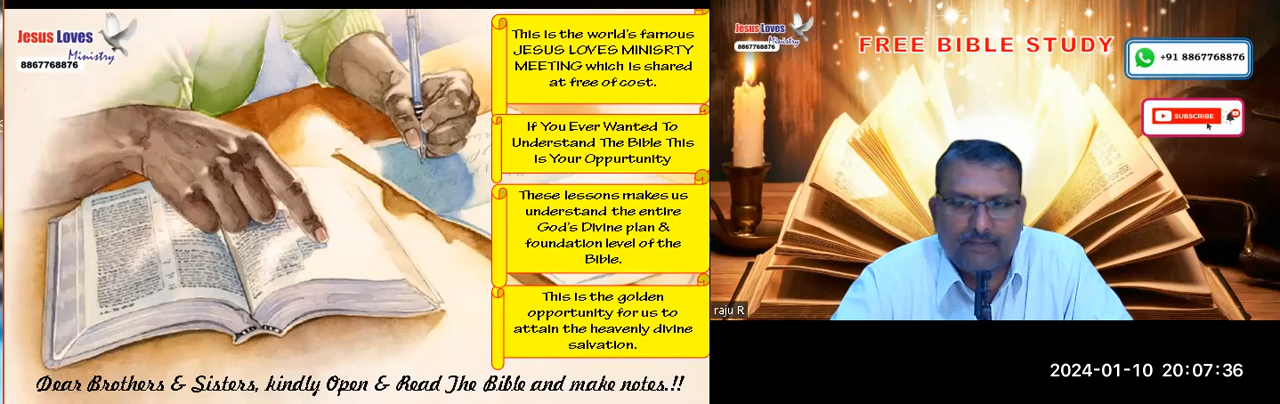 Jesus Loves
Ministry
8867768876
This is the world's famous
JESUS LOVES MINISRTY
MEETING which is shared
at free of cost.
If You Ever Wanted To
Understand The Bible This
Is Your Oppurtunity
These lessons makes us
understand the entire
God's Divine plan &
foundation level of the
Bible.
This is the golden
opportunity for us to
attain the heavenly divine
salvation.
Dear Brothers & Sisters, kindly Open & Read The Bible and make notes.!!
Jesus Loves
Ministry
8867768876
FREE BIBLE STUDY
+91 8867768876
SUBSCRIBE
raju R
2024-01-10 20:07:36